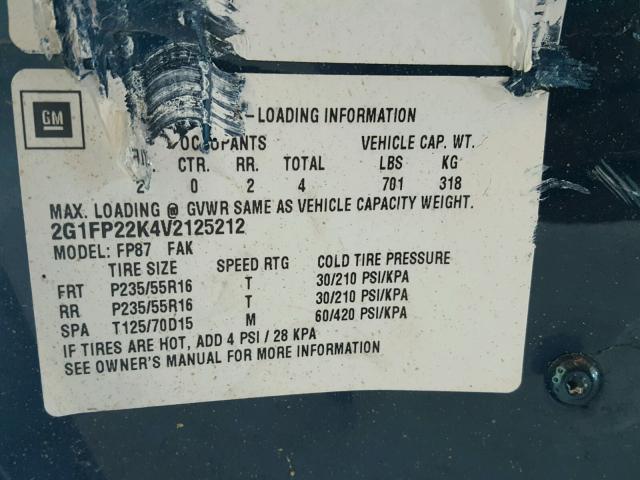 GM
-LOADING INFORMATION
VEHICLE CAP. WT.
CTR. RR. TOTAL LBS KG
2 0 2 4 701 318
MAX. LOADING @ GVWR SAME AS VEHICLE CAPACITY WEIGHT.
2G1FP22K4V2125212
MODEL: FP87 FAK
TIRE SIZE SPEED RTG COLD TIRE PRESSURE
FRT P235/55R16 T 30/210 PSI/KPA
RR P235/55R16 T 30/210 PSI/KPA
SPA T125/70D15 M 60/420 PSI/KPA
IF TIRES ARE HOT, ADD 4 PSI / 28 KPA
SEE OWNER'S MANUAL FOR MORE INFORMATION